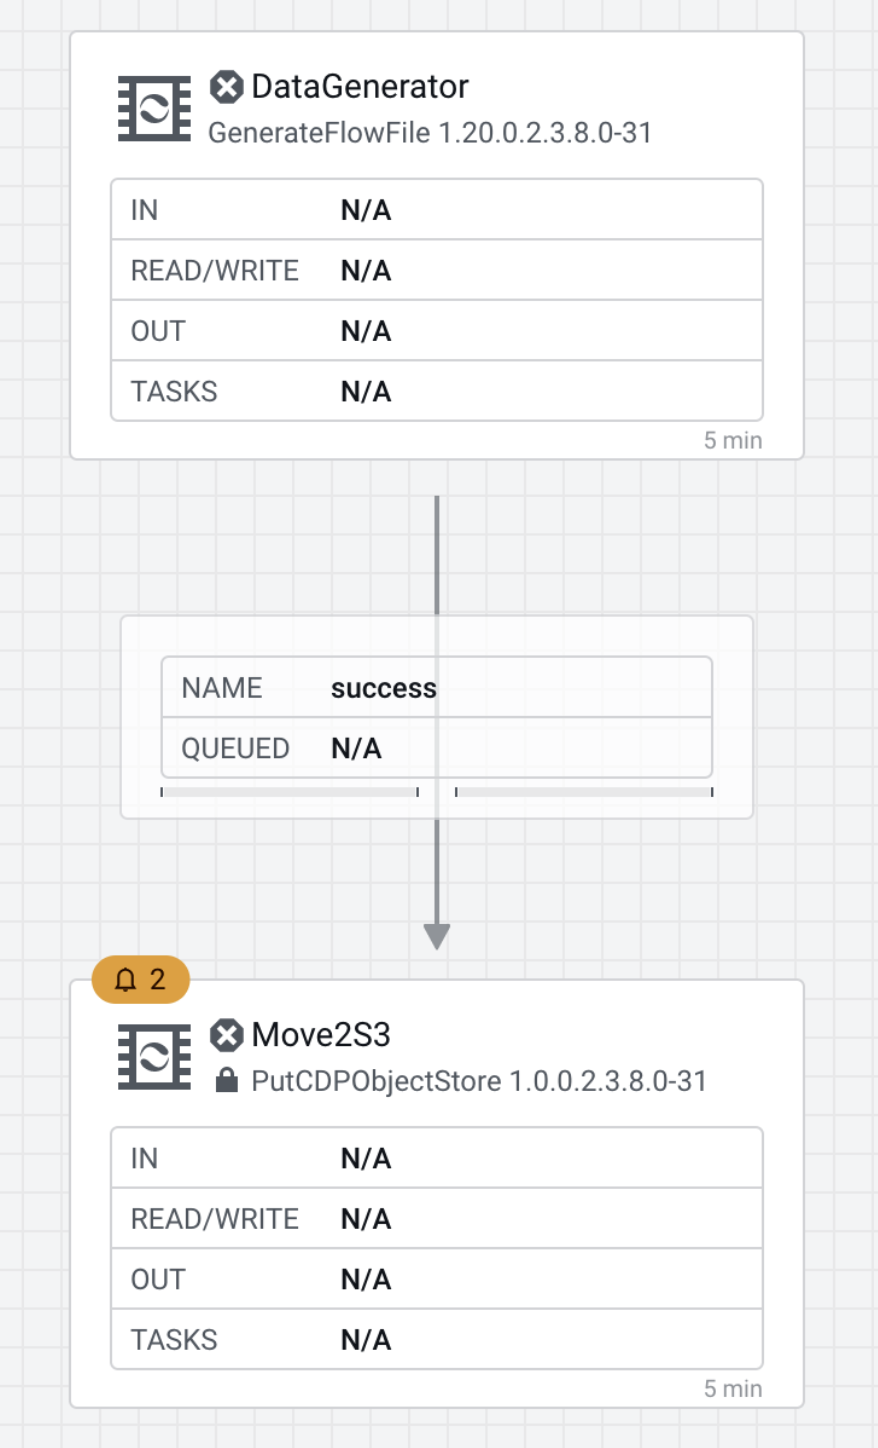 DataGenerator
GenerateFlowFile 1.20.0.2.3.8.0-31
IN N/A
READ/WRITE N/A
OUT N/A
TASKS N/A
5 min
NAME success
QUEUED N/A
2
Move2S3
PutCDPObjectStore 1.0.0.2.3.8.0-31
IN N/A
READ/WRITE N/A
OUT N/A
TASKS N/A
5 min